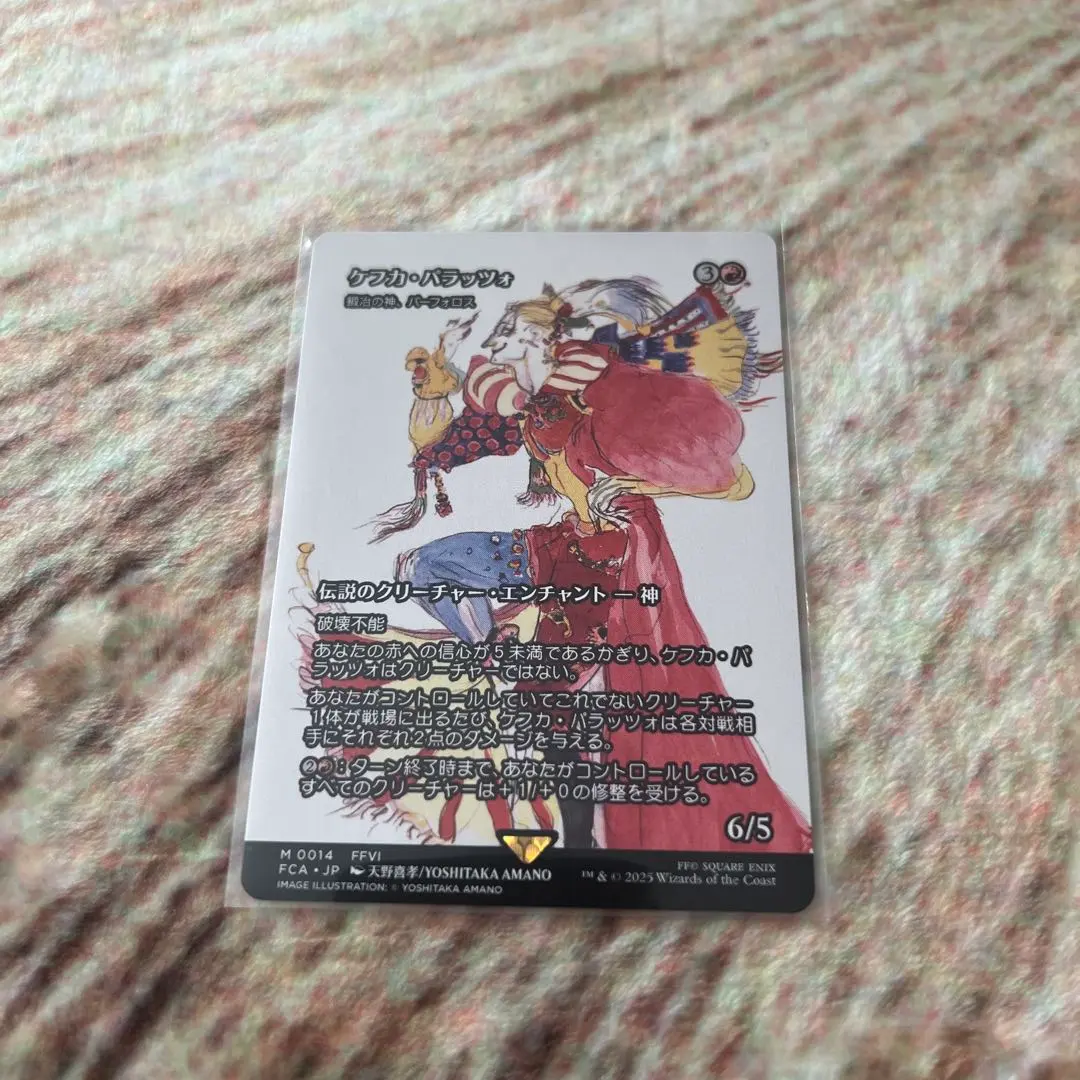 ケフカ・パラッツォ
③
鍛冶の神、パーフォロス
伝説のクリーチャー・エンチャント ― 神
破壊不能
あなたの赤への信心が5未満であるかぎり、ケフカ・パ
ラッツォはクリーチャーではない。
あなたがコントロールしていてこれでないクリーチャー
1体が戦場に出るたび、ケフカ・パラッツォは各対戦相
手にそれぞれ2点のダメージを与える。
②:ターン終了時まで、あなたがコントロールしている
すべてのクリーチャーは+1/+0の修整を受ける。
6/5
M 0014 FFVI
FCA・JP 天野喜孝/YOSHITAKA AMANO
IMAGE ILLUSTRATION: © YOSHITAKA AMANO
FF© SQUARE ENIX
™ & © 2025 Wizards of the Coast